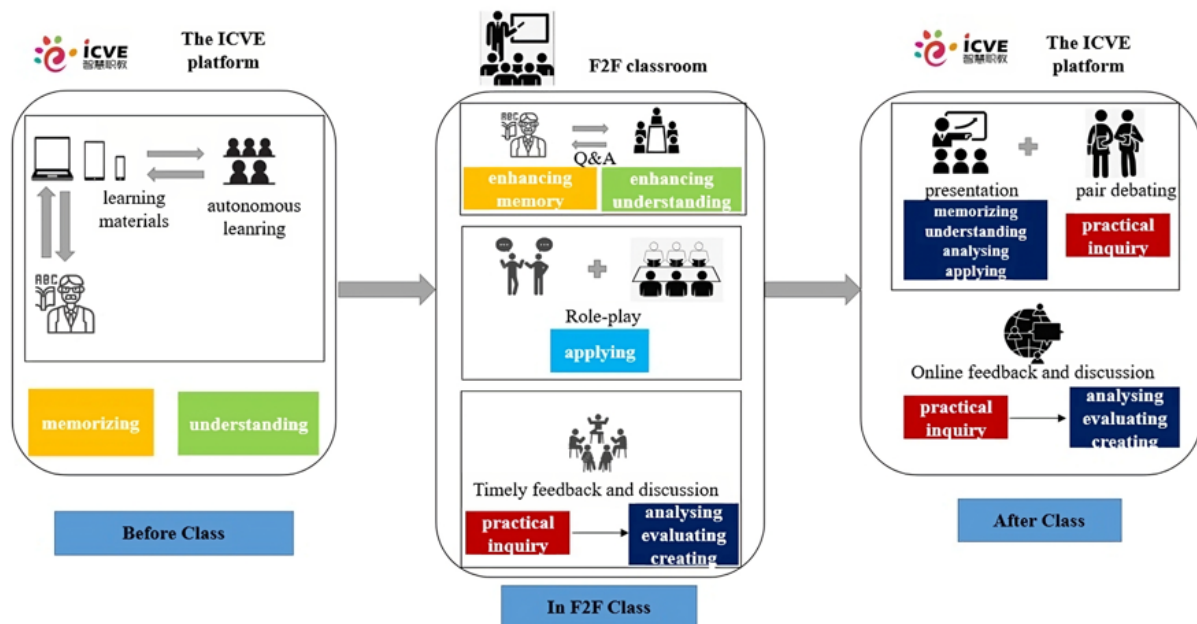 iCVE
智慧职教
The ICVE
platform
learning
materials
autonomous
leanring
ABC
memorizing
understanding
Before Class
F2F classroom
ABC
Q&A
enhancing
memory
enhancing
understanding
Role-play
applying
Timely feedback and discussion
practical
inquiry
analysing
evaluating
creating
In F2F Class
iCVE
智慧职教
The ICVE
platform
presentation
memorizing
understanding
analysing
applying
pair debating
practical
inquiry
Online feedback and discussion
practical
inquiry
analysing
evaluating
creating
After Class